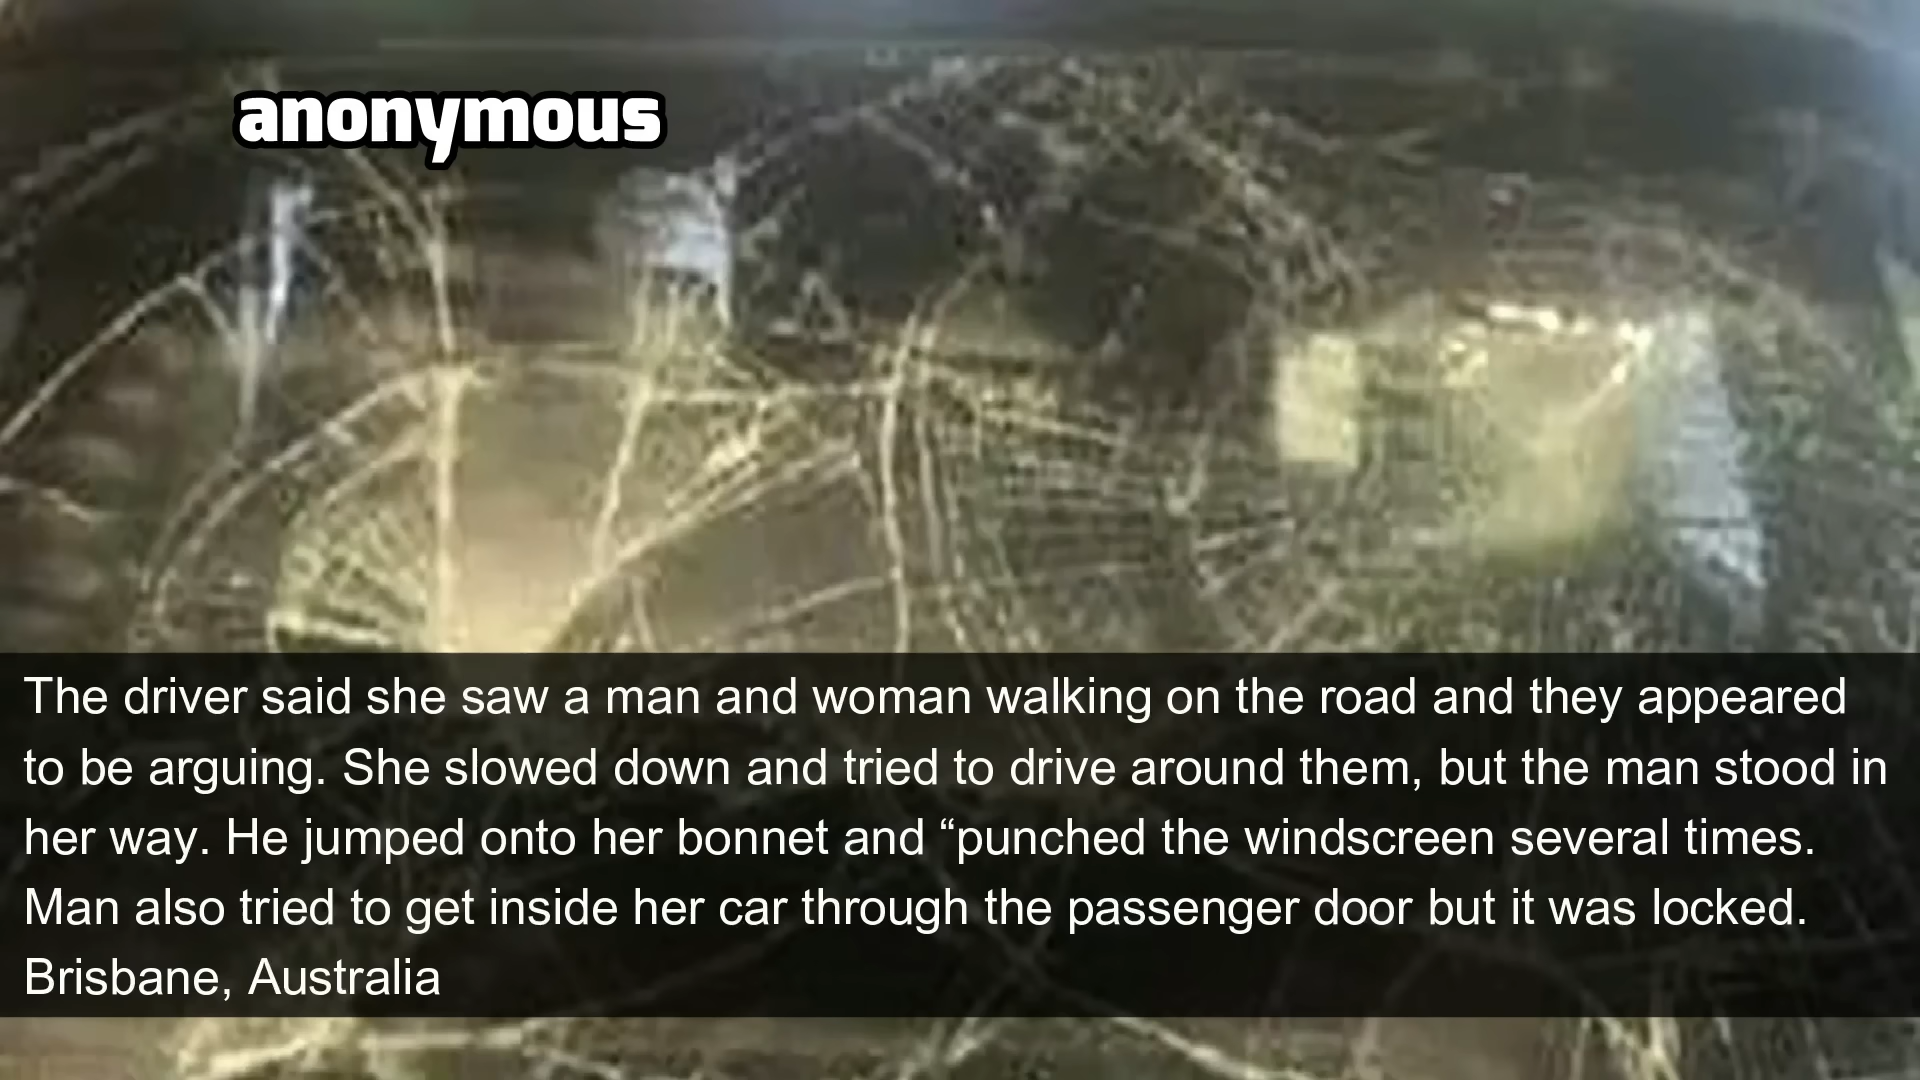 anonymous
The driver said she saw a man and woman walking on the road and they appeared
to be arguing. She slowed down and tried to drive around them, but the man stood in
her way. He jumped onto her bonnet and “punched the windscreen several times.
Man also tried to get inside her car through the passenger door but it was locked.
Brisbane, Australia